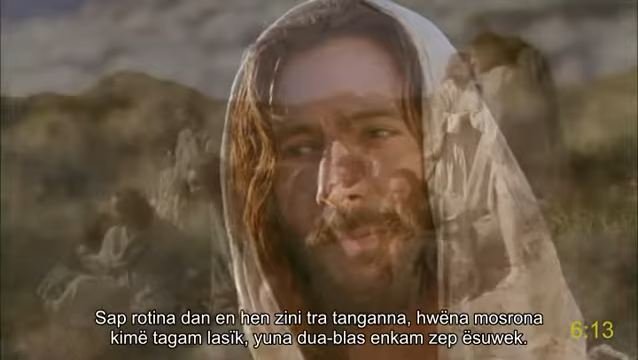 Sap rotina dan en hen zini tra tanganna, hwëna mosrona
kimë tagam lasïk, yuna dua-blas enkam zep ësuwek.
6:13